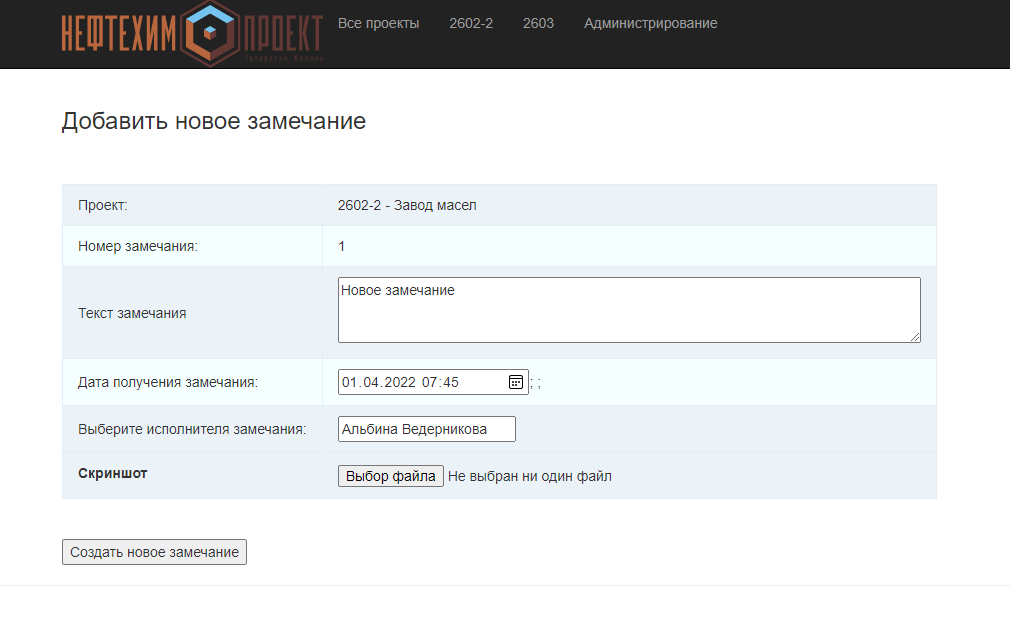 НЕФТЕХИМ ПРОЕКТ
Татарстан, Казань
Все проекты 2602-2 2603 Администрирование
Добавить новое замечание
Проект: 2602-2 - Завод масел
Номер замечания: 1
Текст замечания Новое замечание
Дата получения замечания: 01.04.2022 07:45 ; ;
Выберите исполнителя замечания: Альбина Ведерникова
Скриншот Выбор файла Не выбран ни один файл
Создать новое замечание